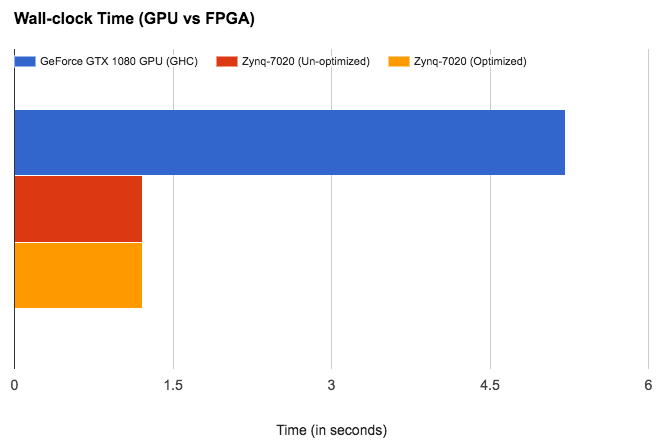 Wall-clock Time (GPU vs FPGA)
GeForce GTX 1080 GPU (GHC) Zynq-7020 (Un-optimized) Zynq-7020 (Optimized)
0 1.5 3 4.5 6
Time (in seconds)